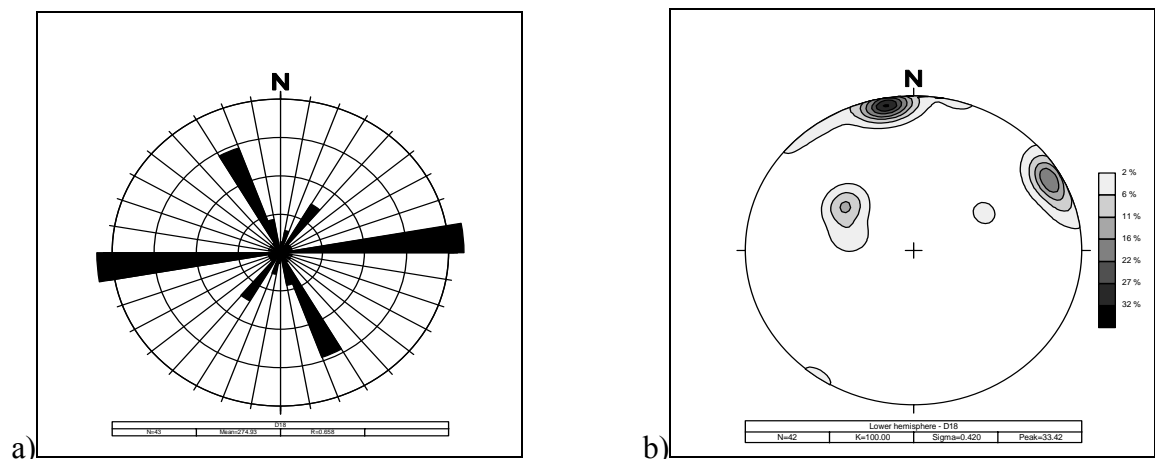 N
D18
N=43 Mean=274.93 R=0.658
a)
N
2 %
6 %
11 %
16 %
22 %
27 %
32 %
Lower hemisphere - D18
N=42 K=100.00 Sigma=0.420 Peak=33.42
b)